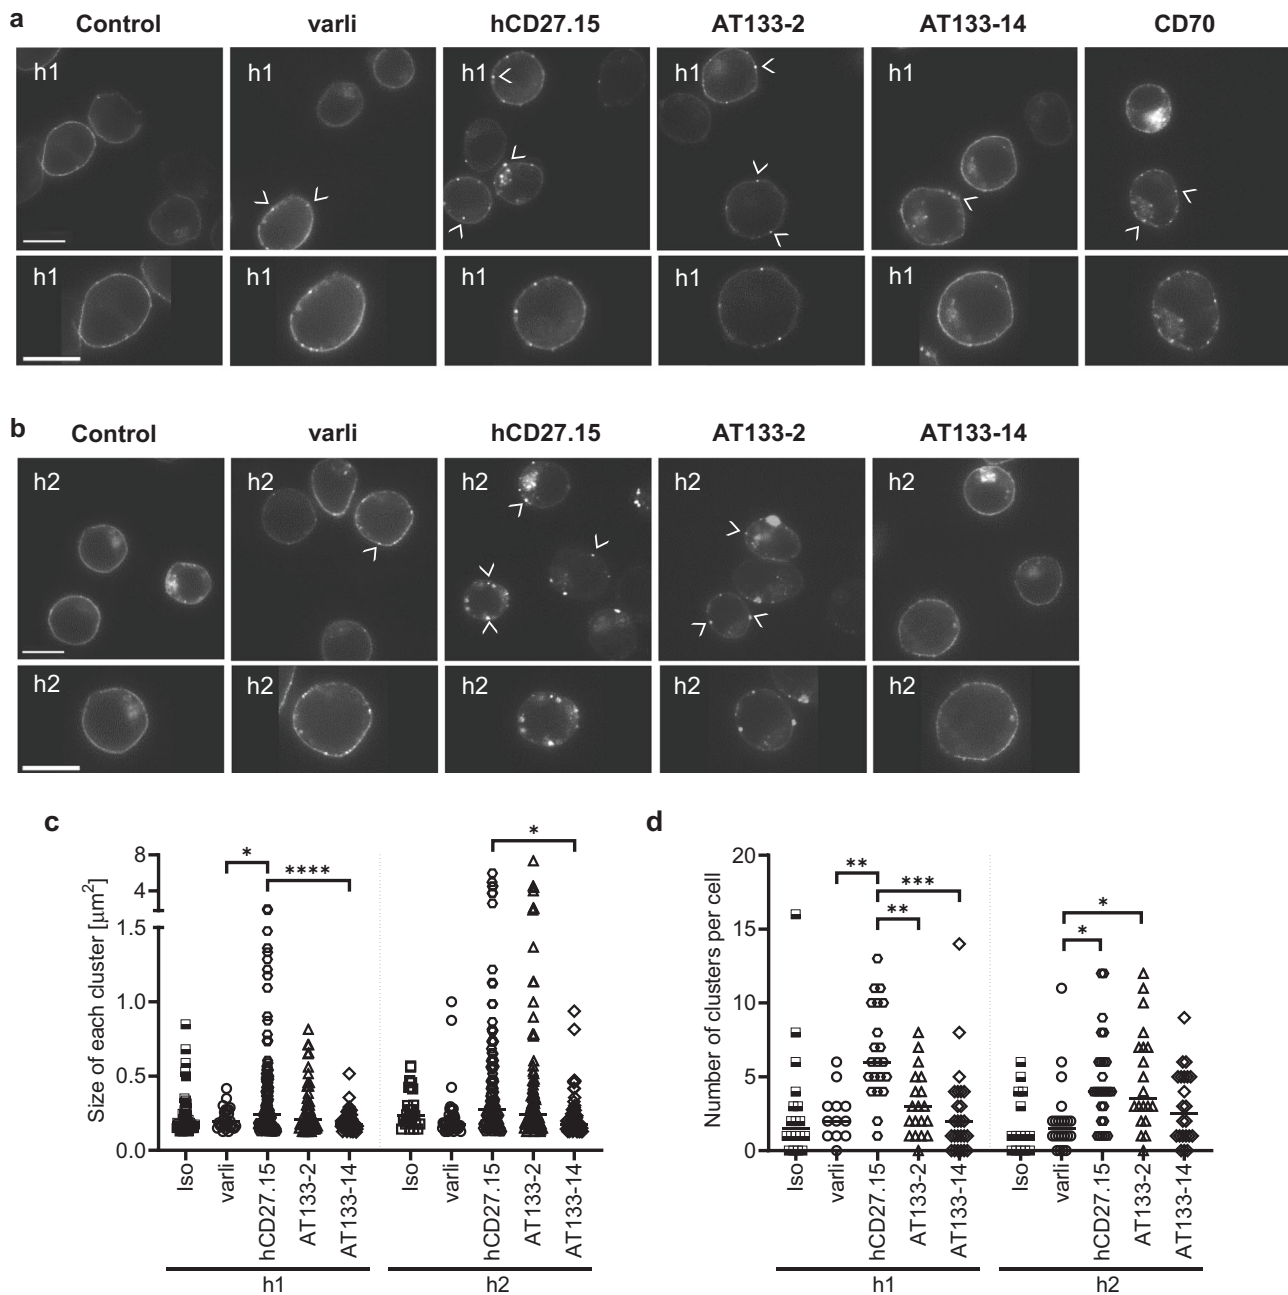 a
Control varli hCD27.15 AT133-2 AT133-14 CD70
h1 h1 h1 h1 h1 h1
h1 h1 h1 h1 h1 h1
b
Control varli hCD27.15 AT133-2 AT133-14
h2 h2 h2 h2 h2
h2 h2 h2 h2 h2
c
Size of each cluster [µm²]
8
4
1.5
1.0
0.5
0.0
* **** *
Iso varli hCD27.15 AT133-2 AT133-14 Iso varli hCD27.15 AT133-2 AT133-14
h1 h2
d
Number of clusters per cell
20
15
10
5
0
** *** ** * *
Iso varli hCD27.15 AT133-2 AT133-14 Iso varli hCD27.15 AT133-2 AT133-14
h1 h2